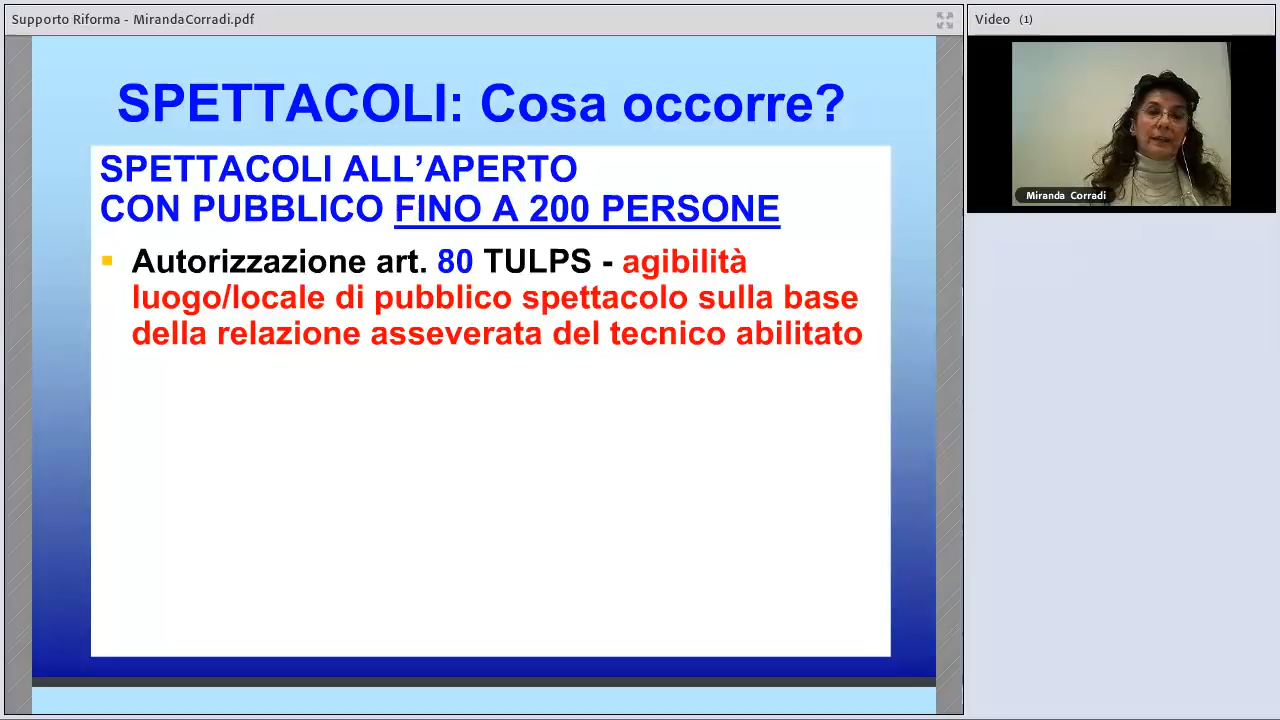 Supporto Riforma - MirandaCorradi.pdf
Video (1)
SPETTACOLI: Cosa occorre?
SPETTACOLI ALL’APERTO
CON PUBBLICO FINO A 200 PERSONE
Autorizzazione art. 80 TULPS - agibilità
luogo/locale di pubblico spettacolo sulla base
della relazione asseverata del tecnico abilitato
Miranda Corradi